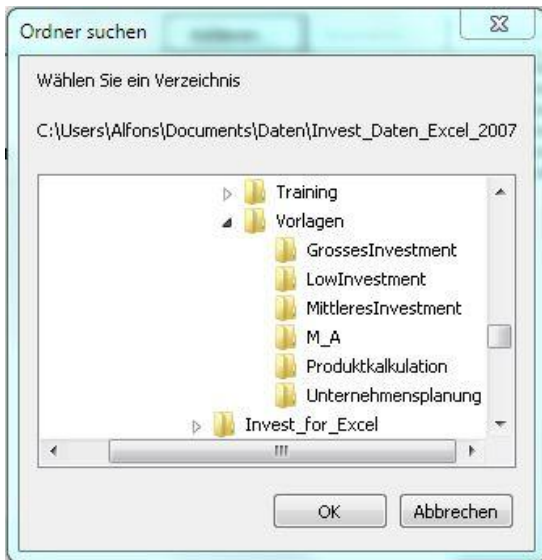 Ordner suchen
Wählen Sie ein Verzeichnis
C:\Users\Alfons\Documents\Daten\Invest_Daten_Excel_2007
Training
Vorlagen
GrossesInvestment
LowInvestment
MittleresInvestment
M_A
Produktkalkulation
Unternehmensplanung
Invest_for_Excel
OK
Abbrechen